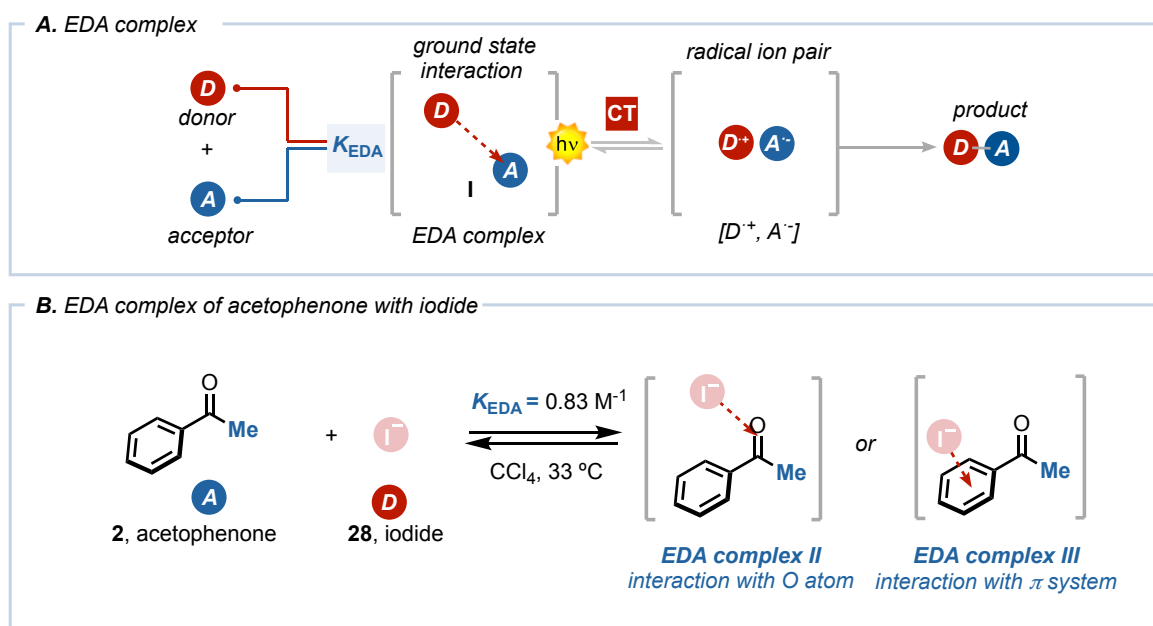 A. EDA complex
D
donor
+
A
acceptor
K_EDA
ground state
interaction
D
A
I
EDA complex
hν
CT
radical ion pair
D·+ A·-
[D·+, A·-]
product
D A
B. EDA complex of acetophenone with iodide
O
Me
A
2, acetophenone
+
I⁻
D
28, iodide
K_EDA = 0.83 M⁻¹
CCl₄, 33 ºC
I⁻
O
Me
EDA complex II
interaction with O atom
or
I⁻
O
Me
EDA complex III
interaction with π system